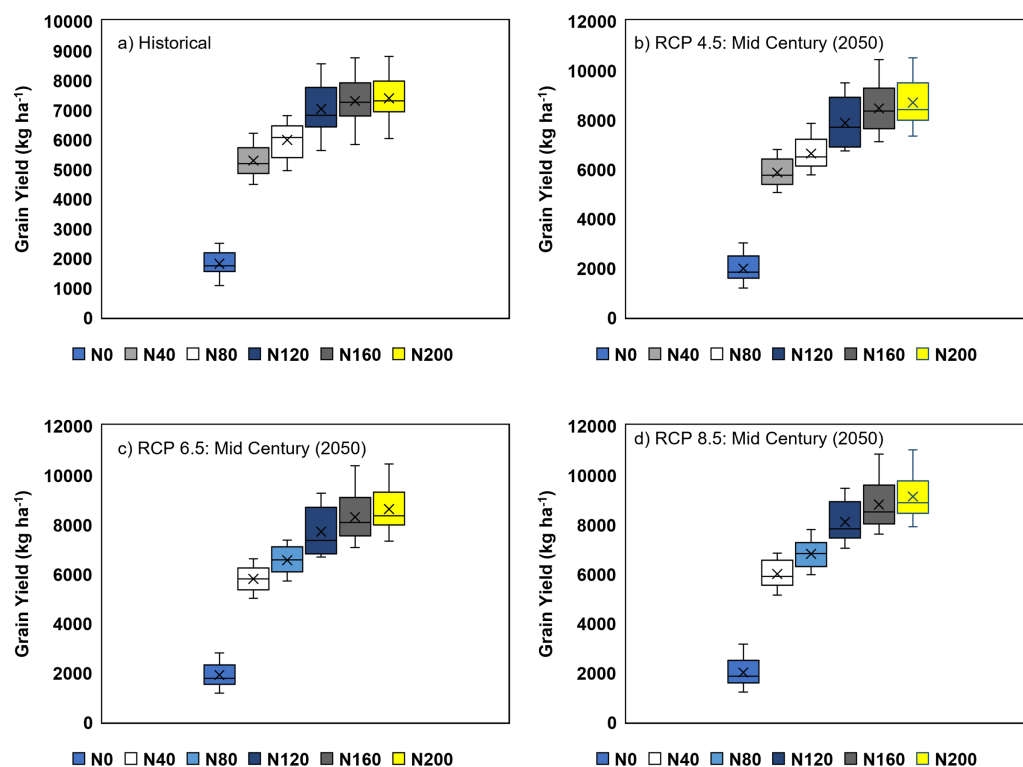 a) Historical
Grain Yield (kg ha-1)
10000
9000
8000
7000
6000
5000
4000
3000
2000
1000
0
N0 N40 N80 N120 N160 N200
b) RCP 4.5: Mid Century (2050)
Grain Yield (kg ha-1)
12000
10000
8000
6000
4000
2000
0
N0 N40 N80 N120 N160 N200
c) RCP 6.5: Mid Century (2050)
Grain Yield (kg ha-1)
12000
10000
8000
6000
4000
2000
0
N0 N40 N80 N120 N160 N200
d) RCP 8.5: Mid Century (2050)
Grain Yield (kg ha-1)
12000
10000
8000
6000
4000
2000
0
N0 N40 N80 N120 N160 N200